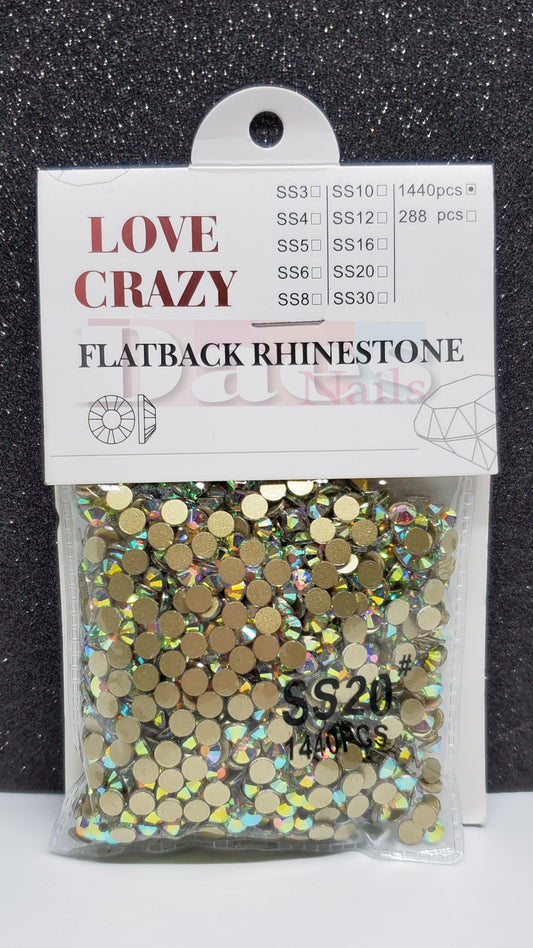 LOVE
CRAZY
SS3□ SS10□ 1440pcs▣
SS4□ SS12□ 288 pcs□
SS5□ SS16□
SS6□ SS20□
SS8□ SS30□
FLATBACK RHINESTONE
Daes
Nails
SS20#
1440PCS